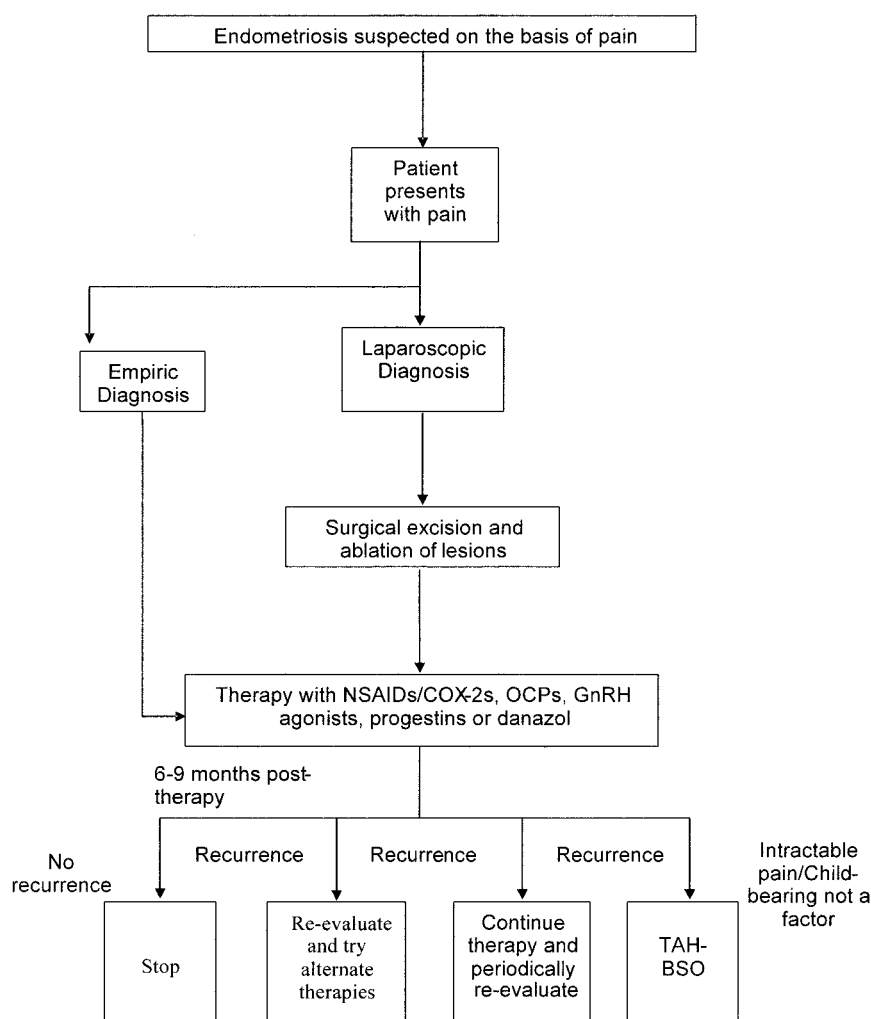 Endometriosis suspected on the basis of pain
Patient
presents
with pain
Empiric
Diagnosis
Laparoscopic
Diagnosis
Surgical excision and
ablation of lesions
Therapy with NSAIDs/COX-2s, OCPs, GnRH
agonists, progestins or danazol
6-9 months post-
therapy
No
recurrence
Recurrence
Recurrence
Recurrence
Intractable
pain/Child-
bearing not a
factor
Stop
Re-evaluate
and try
alternate
therapies
Continue
therapy and
periodically
re-evaluate
TAH-
BSO